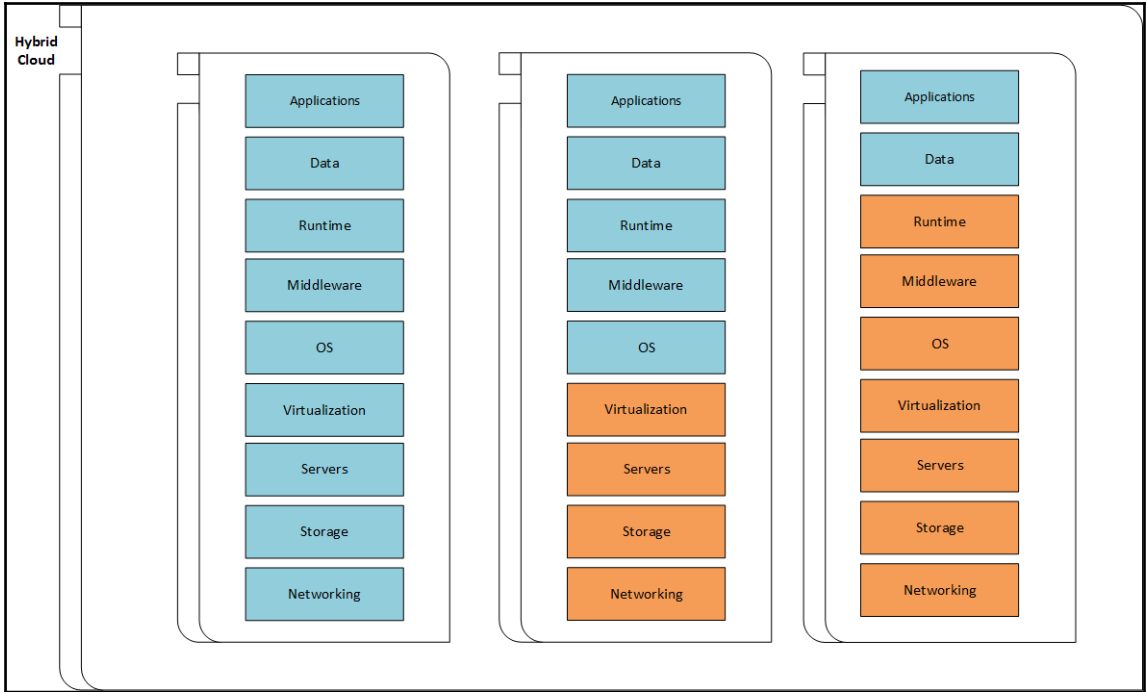 Hybrid
Cloud
Applications
Data
Runtime
Middleware
OS
Virtualization
Servers
Storage
Networking
Applications
Data
Runtime
Middleware
OS
Virtualization
Servers
Storage
Networking
Applications
Data
Runtime
Middleware
OS
Virtualization
Servers
Storage
Networking